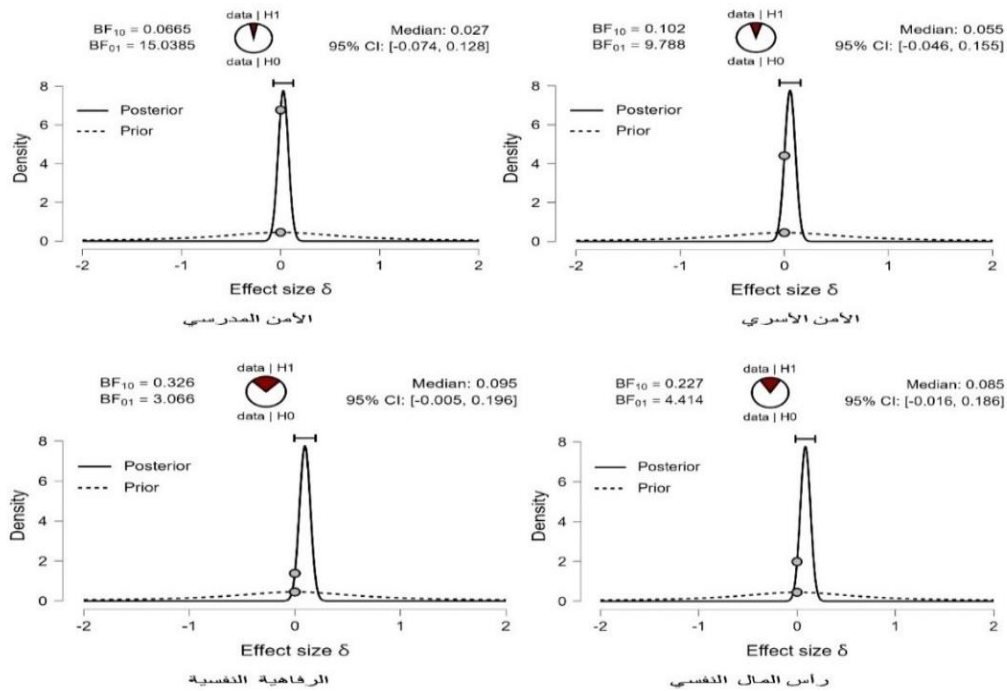 data | H1
BF₁₀ = 0.0665
BF₀₁ = 15.0385
Median: 0.027
95% CI: [-0.074, 0.128]
data | H0
Posterior
Prior
Density
8
6
4
2
0
-2 -1 0 1 2
Effect size δ
الأمن المدرسي
data | H1
BF₁₀ = 0.102
BF₀₁ = 9.788
Median: 0.055
95% CI: [-0.046, 0.155]
data | H0
Posterior
Prior
Density
8
6
4
2
0
-2 -1 0 1 2
Effect size δ
الأمن الأسري
data | H1
BF₁₀ = 0.326
BF₀₁ = 3.066
Median: 0.095
95% CI: [-0.005, 0.196]
data | H0
Posterior
Prior
Density
8
6
4
2
0
-2 -1 0 1 2
Effect size δ
الرفاهية النفسية
data | H1
BF₁₀ = 0.227
BF₀₁ = 4.414
Median: 0.085
95% CI: [-0.016, 0.186]
data | H0
Posterior
Prior
Density
8
6
4
2
0
-2 -1 0 1 2
Effect size δ
رأس المال النفسي